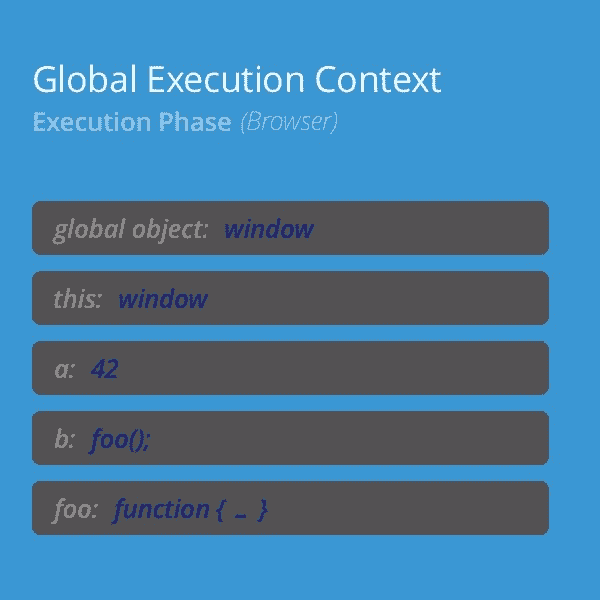 Global Execution Context
Execution Phase (Browser)
global object: window
this: window
a: 42
b: foo();
foo: function { … }